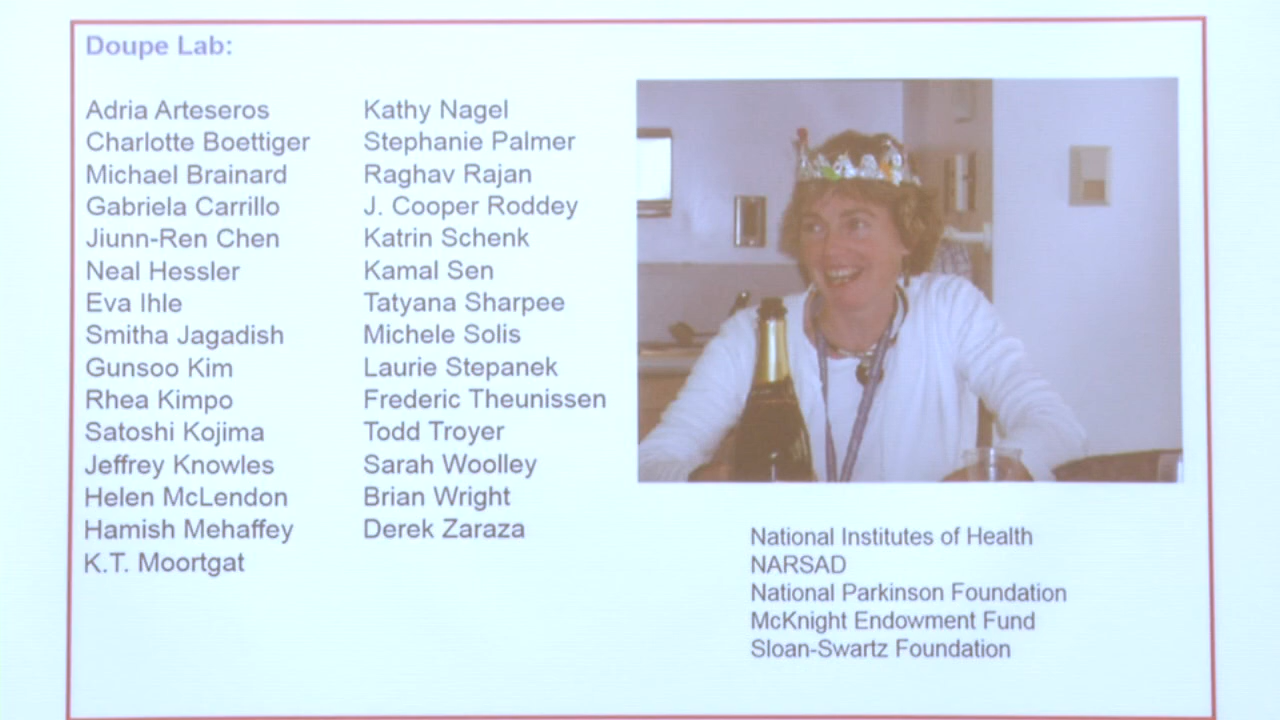 Doupe Lab:
Adria Arteseros
Charlotte Boettiger
Michael Brainard
Gabriela Carrillo
Jiunn-Ren Chen
Neal Hessler
Eva Ihle
Smitha Jagadish
Gunsoo Kim
Rhea Kimpo
Satoshi Kojima
Jeffrey Knowles
Helen McLendon
Hamish Mehaffey
K.T. Moortgat
Kathy Nagel
Stephanie Palmer
Raghav Rajan
J. Cooper Roddey
Katrin Schenk
Kamal Sen
Tatyana Sharpee
Michele Solis
Laurie Stepanek
Frederic Theunissen
Todd Troyer
Sarah Woolley
Brian Wright
Derek Zaraza
National Institutes of Health
NARSAD
National Parkinson Foundation
McKnight Endowment Fund
Sloan-Swartz Foundation